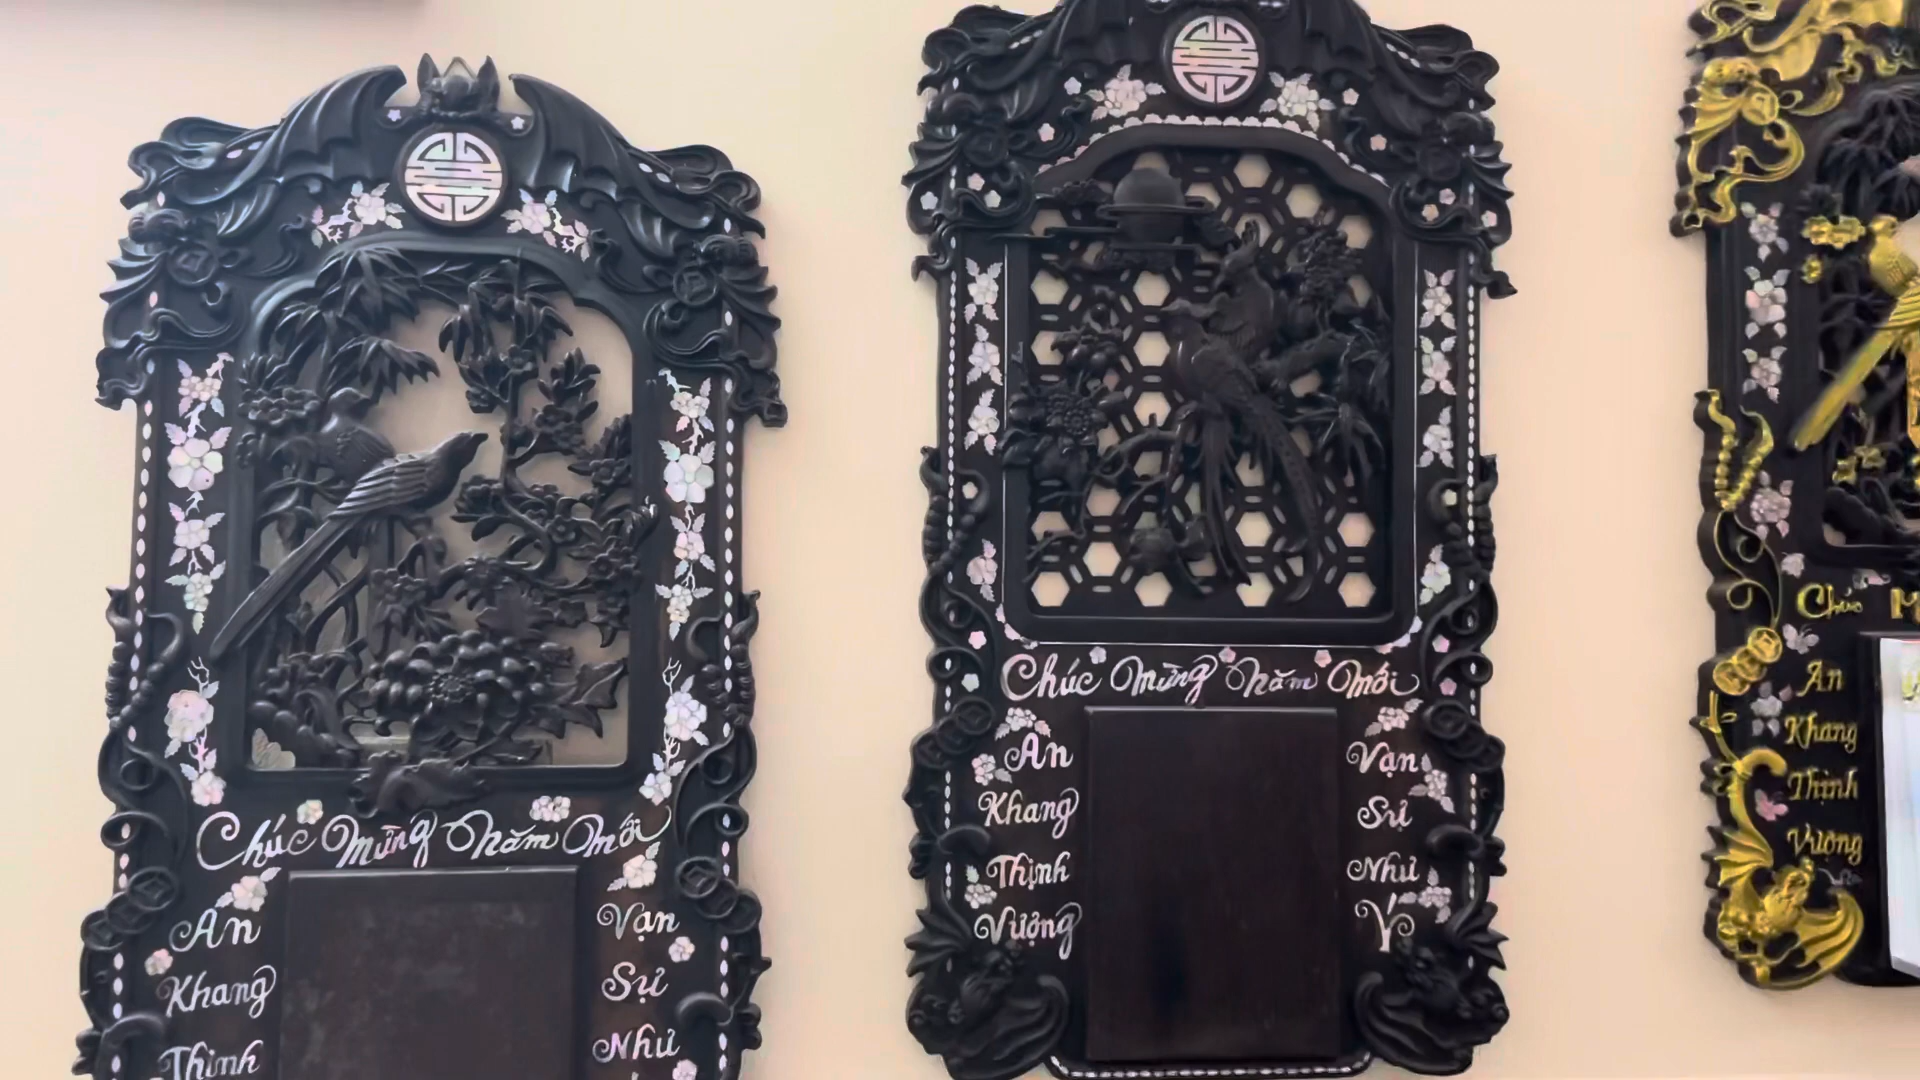 Chúc Mừng Năm Mới
An
Khang
Thịnh
Vạn
Sự
Như
Chúc Mừng Năm Mới
An
Khang
Thịnh
Vượng
Vạn
Sự
Như
Ý
Chúc M
An
Khang
Thịnh
Vượng